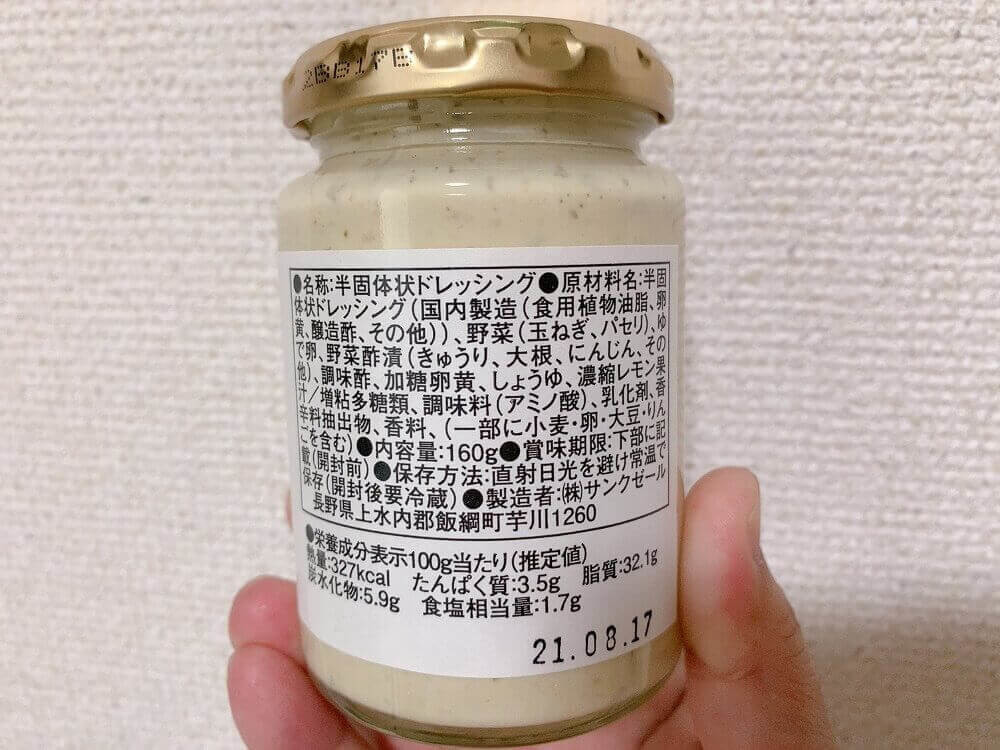 ●名称:半固体状ドレッシング●原材料名:半固
体状ドレッシング(国内製造(食用植物油脂、卵
黄、醸造酢、その他))、野菜(玉ねぎ、パセリ)、ゆ
で卵、野菜酢漬(きゅうり、大根、にんじん、その
他)、調味酢、加糖卵黄、しょうゆ、濃縮レモン果
汁/増粘多糖類、調味料(アミノ酸)、乳化剤、香
辛料抽出物、香料、(一部に小麦・卵・大豆・りん
ごを含む)●内容量:160g●賞味期限:下部に記
載(開封前)●保存方法:直射日光を避け常温で
保存(開封後要冷蔵)●製造者:㈱サンクゼール
長野県上水内郡飯綱町芋川1260
●栄養成分表示100g当たり(推定値)
熱量:327kcal たんぱく質:3.5g 脂質:32.1g
炭水化物:5.9g 食塩相当量:1.7g
21.08.17